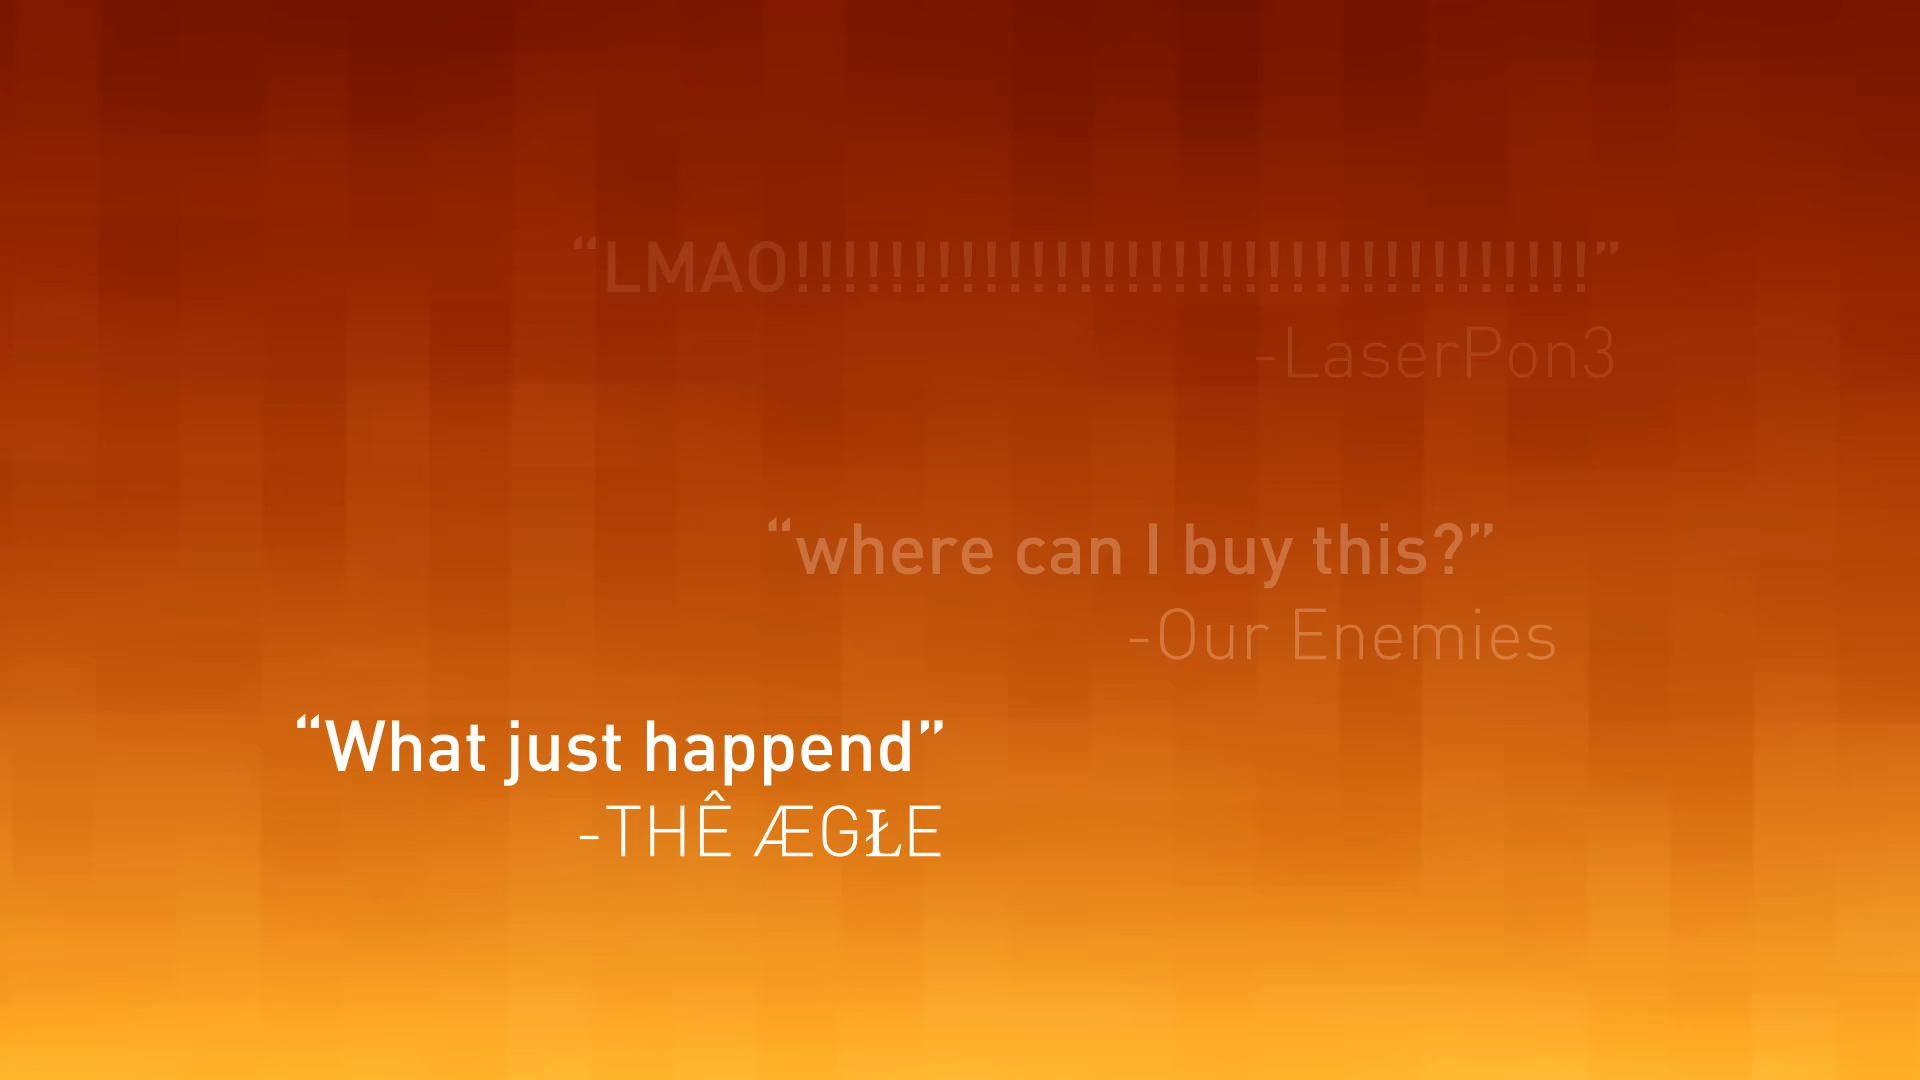 “LMAO!!!!!!!!!!!!!!!!!!!!!!!!!!!!!!!!!!”
-LaserPon3
“where can I buy this?”
-Our Enemies
“What just happend”
-THÊ ÆGŁE